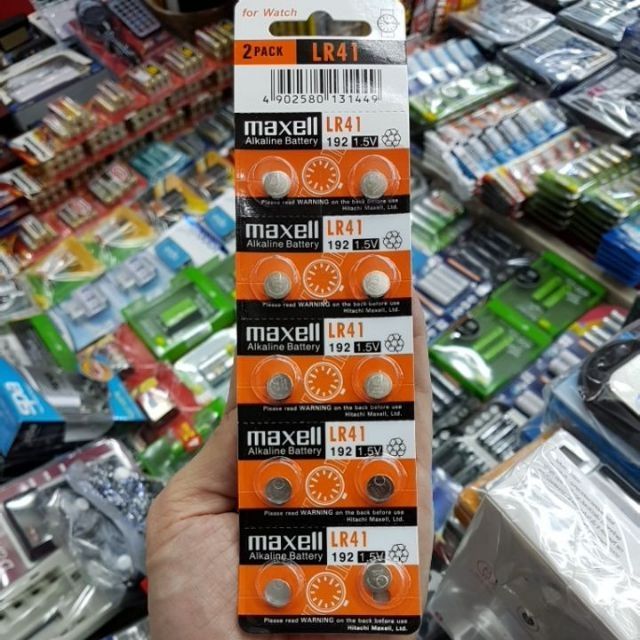 for Watch
2 PACK LR41
4 902580 131449
maxell LR41
Alkaline Battery 192 1.5V
Please read WARNING on the back before use
Hitachi Maxell, Ltd.
maxell LR41
Alkaline Battery 192 1.5V
Please read WARNING on the back before use
Hitachi Maxell, Ltd.
maxell LR41
Alkaline Battery 192 1.5V
Please read WARNING on the back before use
Hitachi Maxell, Ltd.
maxell LR41
Alkaline Battery 192 1.5V
Please read WARNING on the back before use
Hitachi Maxell, Ltd.
maxell LR41
Alkaline Battery 192 1.5V
Please read WARNING on the back before use
Hitachi Maxell, Ltd.